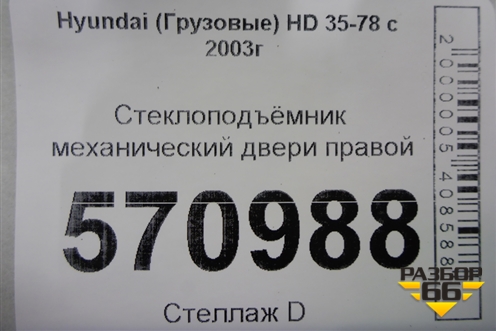 Hyundai (Грузовые) HD 35-78 с
2003г
Стеклоподъёмник
механический двери правой
570988
Стеллаж D
2000005408588
РАЗБОР
66